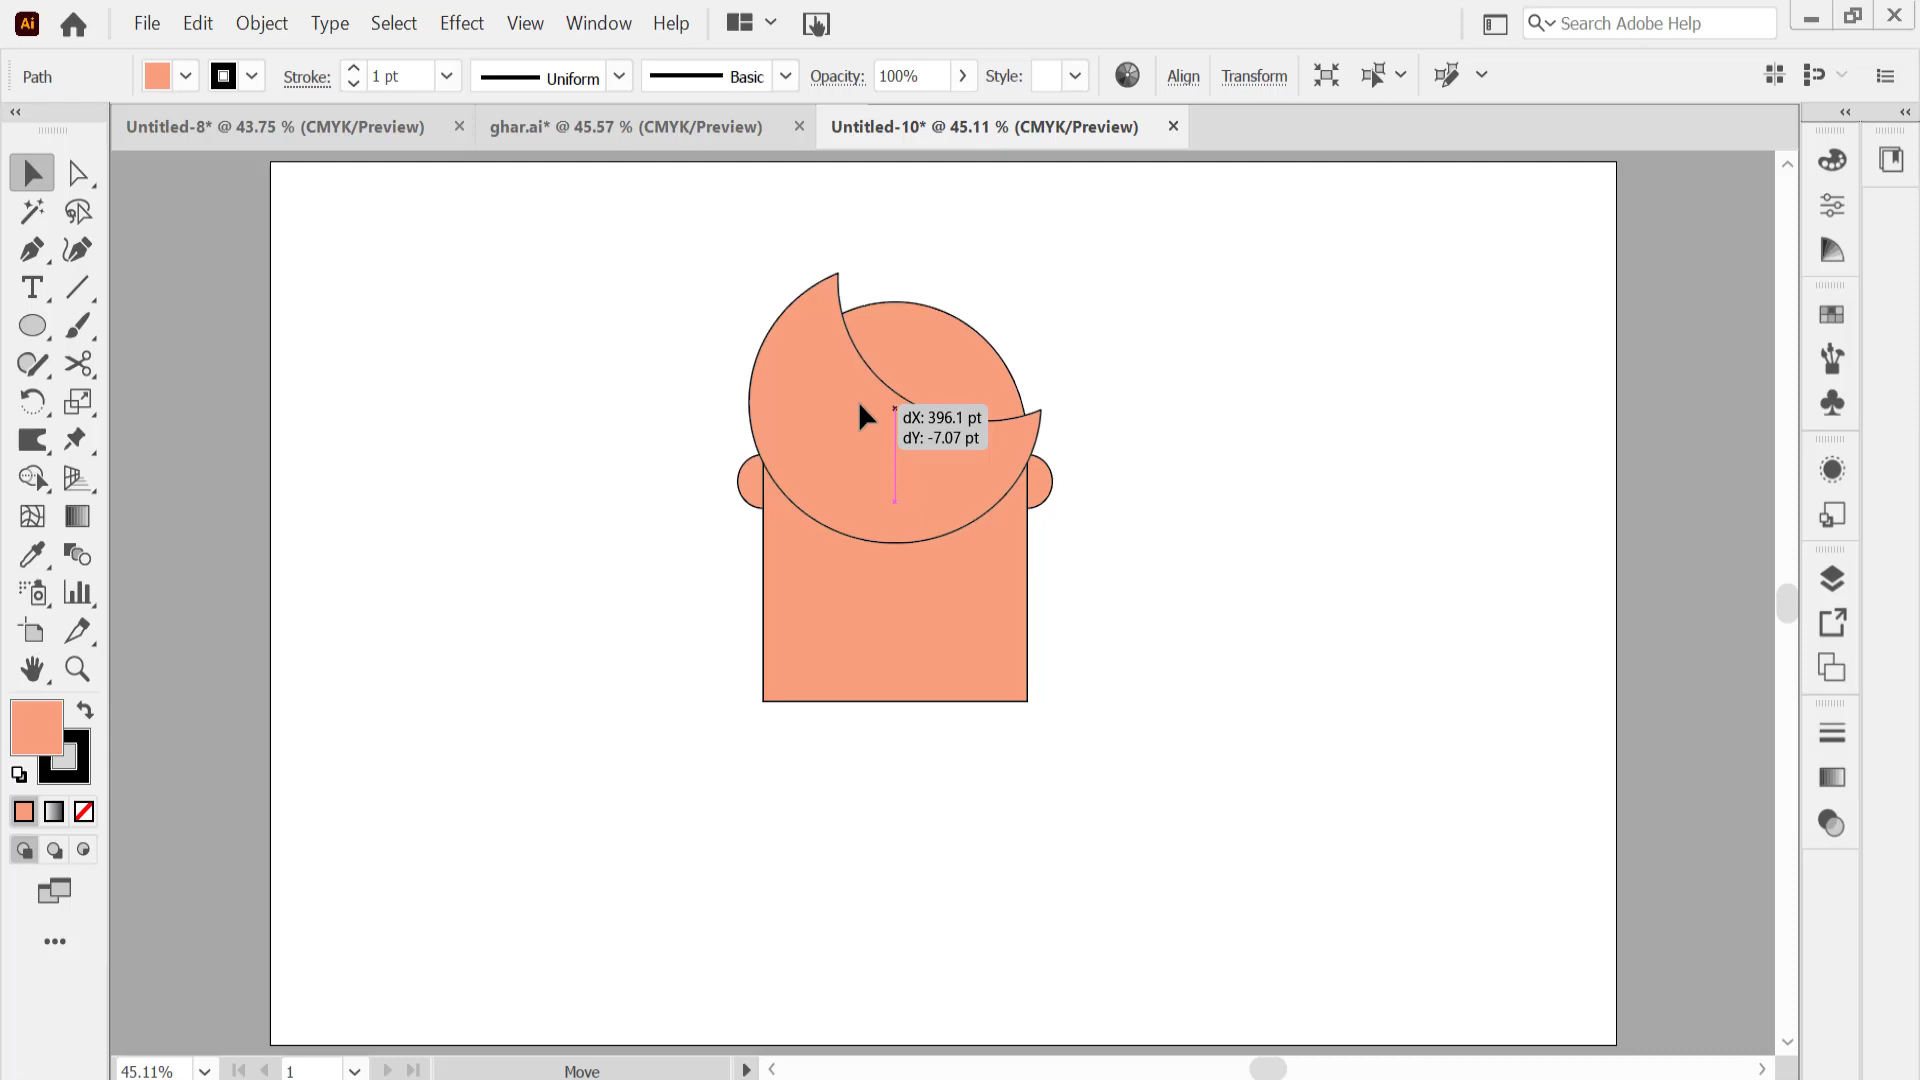 Ai File Edit Object Type Select Effect View Window Help Search Adobe Help
Path Stroke: 1 pt Uniform Basic Opacity: 100% Style: Align Transform
Untitled-8* @ 43.75 % (CMYK/Preview) ghar.ai* @ 45.57 % (CMYK/Preview) Untitled-10* @ 45.11 % (CMYK/Preview)
T
dX: 396.1 pt
dY: -7.07 pt
45.11% 1 Move